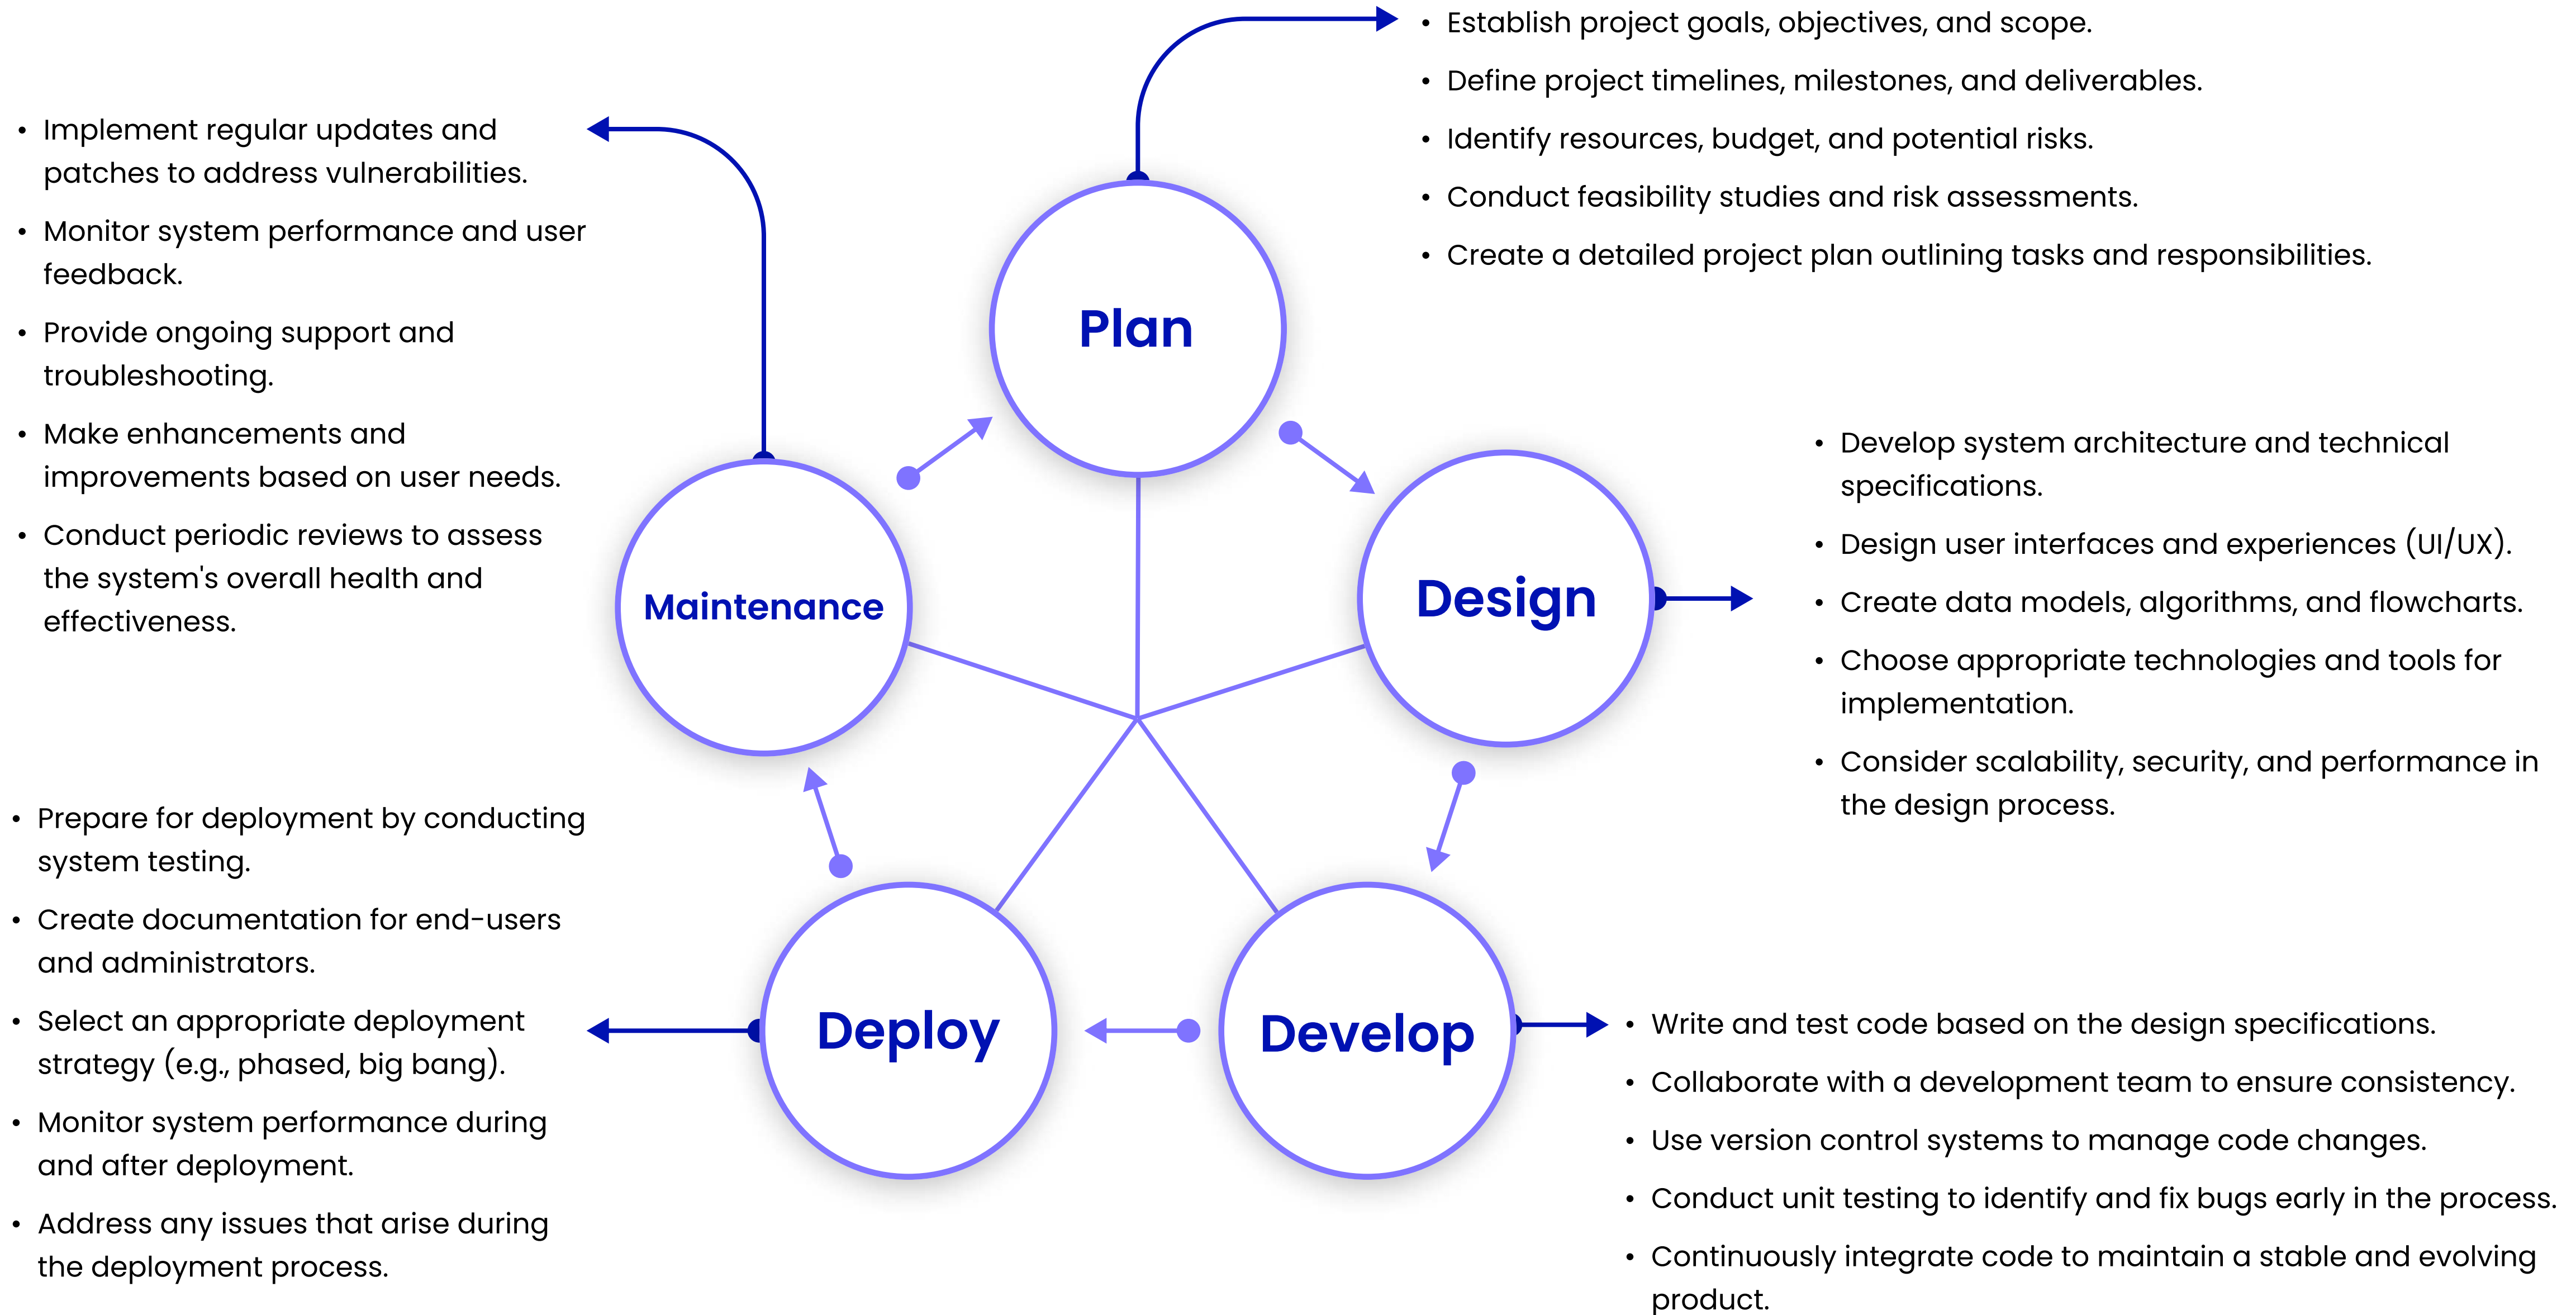 Plan
• Establish project goals, objectives, and scope.
• Define project timelines, milestones, and deliverables.
• Identify resources, budget, and potential risks.
• Conduct feasibility studies and risk assessments.
• Create a detailed project plan outlining tasks and responsibilities.
Design
• Develop system architecture and technical
specifications.
• Design user interfaces and experiences (UI/UX).
• Create data models, algorithms, and flowcharts.
• Choose appropriate technologies and tools for
implementation.
• Consider scalability, security, and performance in
the design process.
Develop
• Write and test code based on the design specifications.
• Collaborate with a development team to ensure consistency.
• Use version control systems to manage code changes.
• Conduct unit testing to identify and fix bugs early in the process.
• Continuously integrate code to maintain a stable and evolving
product.
Deploy
• Prepare for deployment by conducting
system testing.
• Create documentation for end-users
and administrators.
• Select an appropriate deployment
strategy (e.g., phased, big bang).
• Monitor system performance during
and after deployment.
• Address any issues that arise during
the deployment process.
Maintenance
• Implement regular updates and
patches to address vulnerabilities.
• Monitor system performance and user
feedback.
• Provide ongoing support and
troubleshooting.
• Make enhancements and
improvements based on user needs.
• Conduct periodic reviews to assess
the system's overall health and
effectiveness.